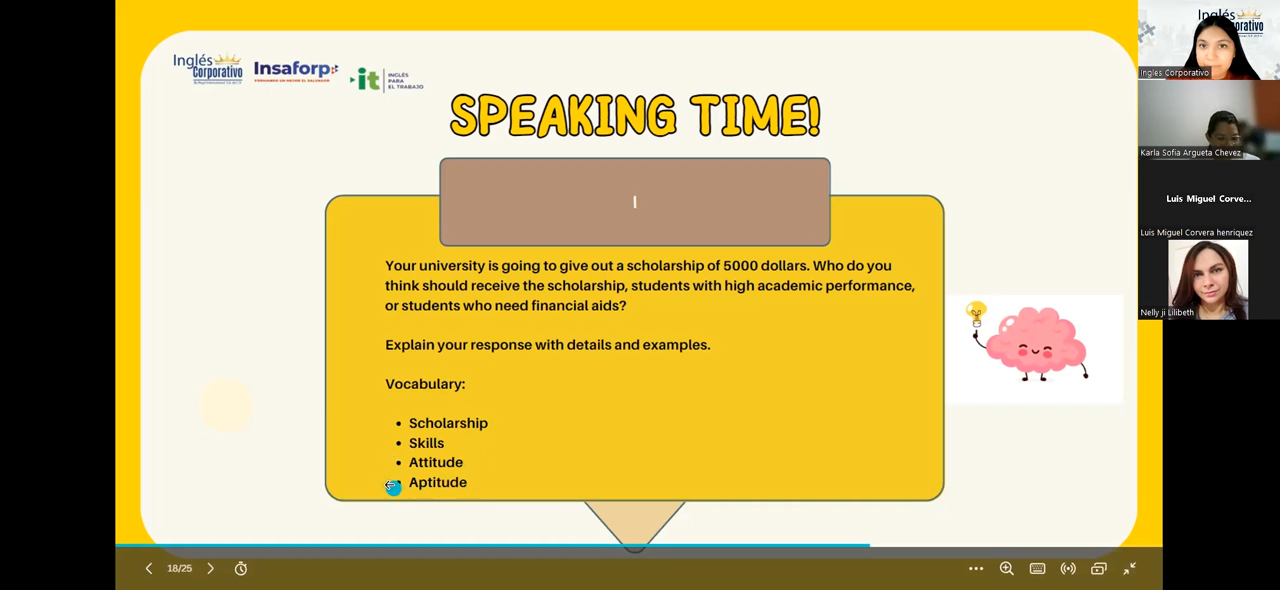 Inglés
Corporativo
Insaforp
it
INGLÉS
PARA
EL TRABAJO
SPEAKING TIME!
I
Your university is going to give out a scholarship of 5000 dollars. Who do you
think should receive the scholarship, students with high academic performance,
or students who need financial aids?
Explain your response with details and examples.
Vocabulary:
• Scholarship
• Skills
• Attitude
• Aptitude
18/25
Inglés
orporativo
Ingles Corporativo
Karla Sofia Argueta Chevez
Luis Miguel Corve...
Luis Miguel Corvera henriquez
Nelly ji Lilibeth